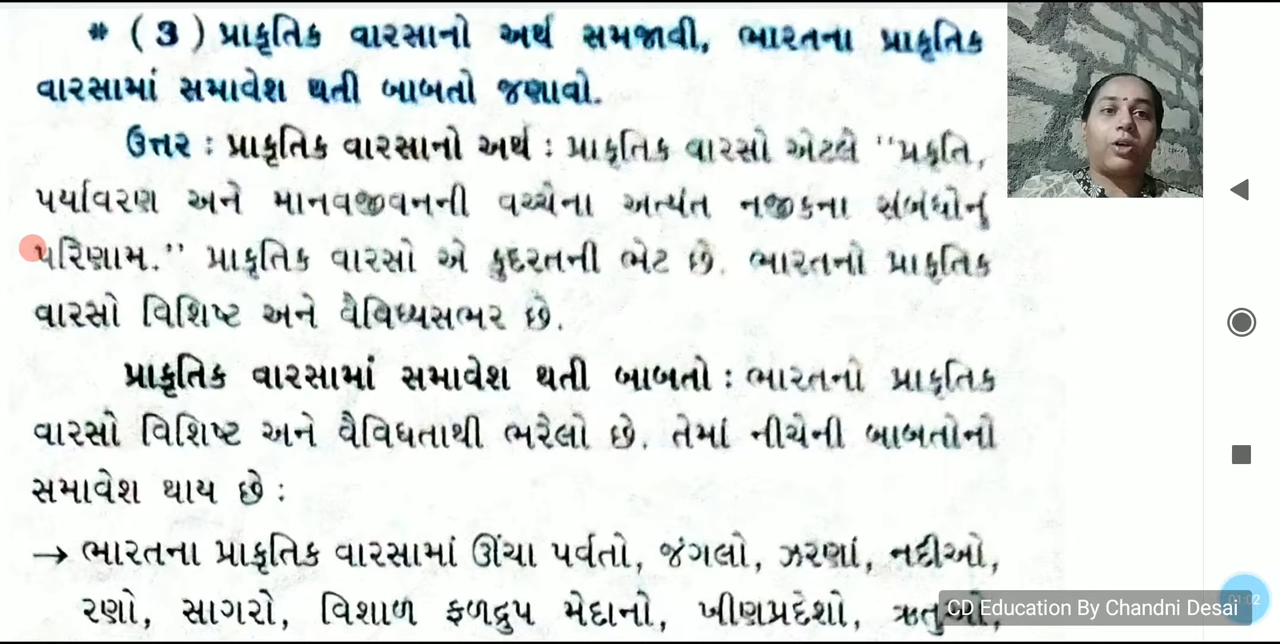 * ( 3 ) પ્રાકૃતિક વારસાનો અર્થ સમજાવી, ભારતના પ્રાકૃતિક
વારસામાં સમાવેશ થતી બાબતો જણાવો.
ઉત્તર : પ્રાકૃતિક વારસાનો અર્થ : પ્રાકૃતિક વારસો એટલે "પ્રકૃતિ,
પર્યાવરણ અને માનવજીવનની વચ્ચેના અત્યંત નજીકના સંબંધોનું
પરિણામ." પ્રાકૃતિક વારસો એ કુદરતની ભેટ છે. ભારતનો પ્રાકૃતિક
વારસો વિશિષ્ટ અને વૈવિધ્યસભર છે.
પ્રાકૃતિક વારસામાં સમાવેશ થતી બાબતો : ભારતનો પ્રાકૃતિક
વારસો વિશિષ્ટ અને વૈવિધતાથી ભરેલો છે. તેમાં નીચેની બાબતોનો
સમાવેશ થાય છે :
→ ભારતના પ્રાકૃતિક વારસામાં ઊંચા પર્વતો, જંગલો, ઝરણાં, નદીઓ,
રણો, સાગરો, વિશાળ ફળદ્રુપ મેદાનો, ખીણપ્રદેશો, ઋતુઓ,
CD Education By Chandni Desai
01:02